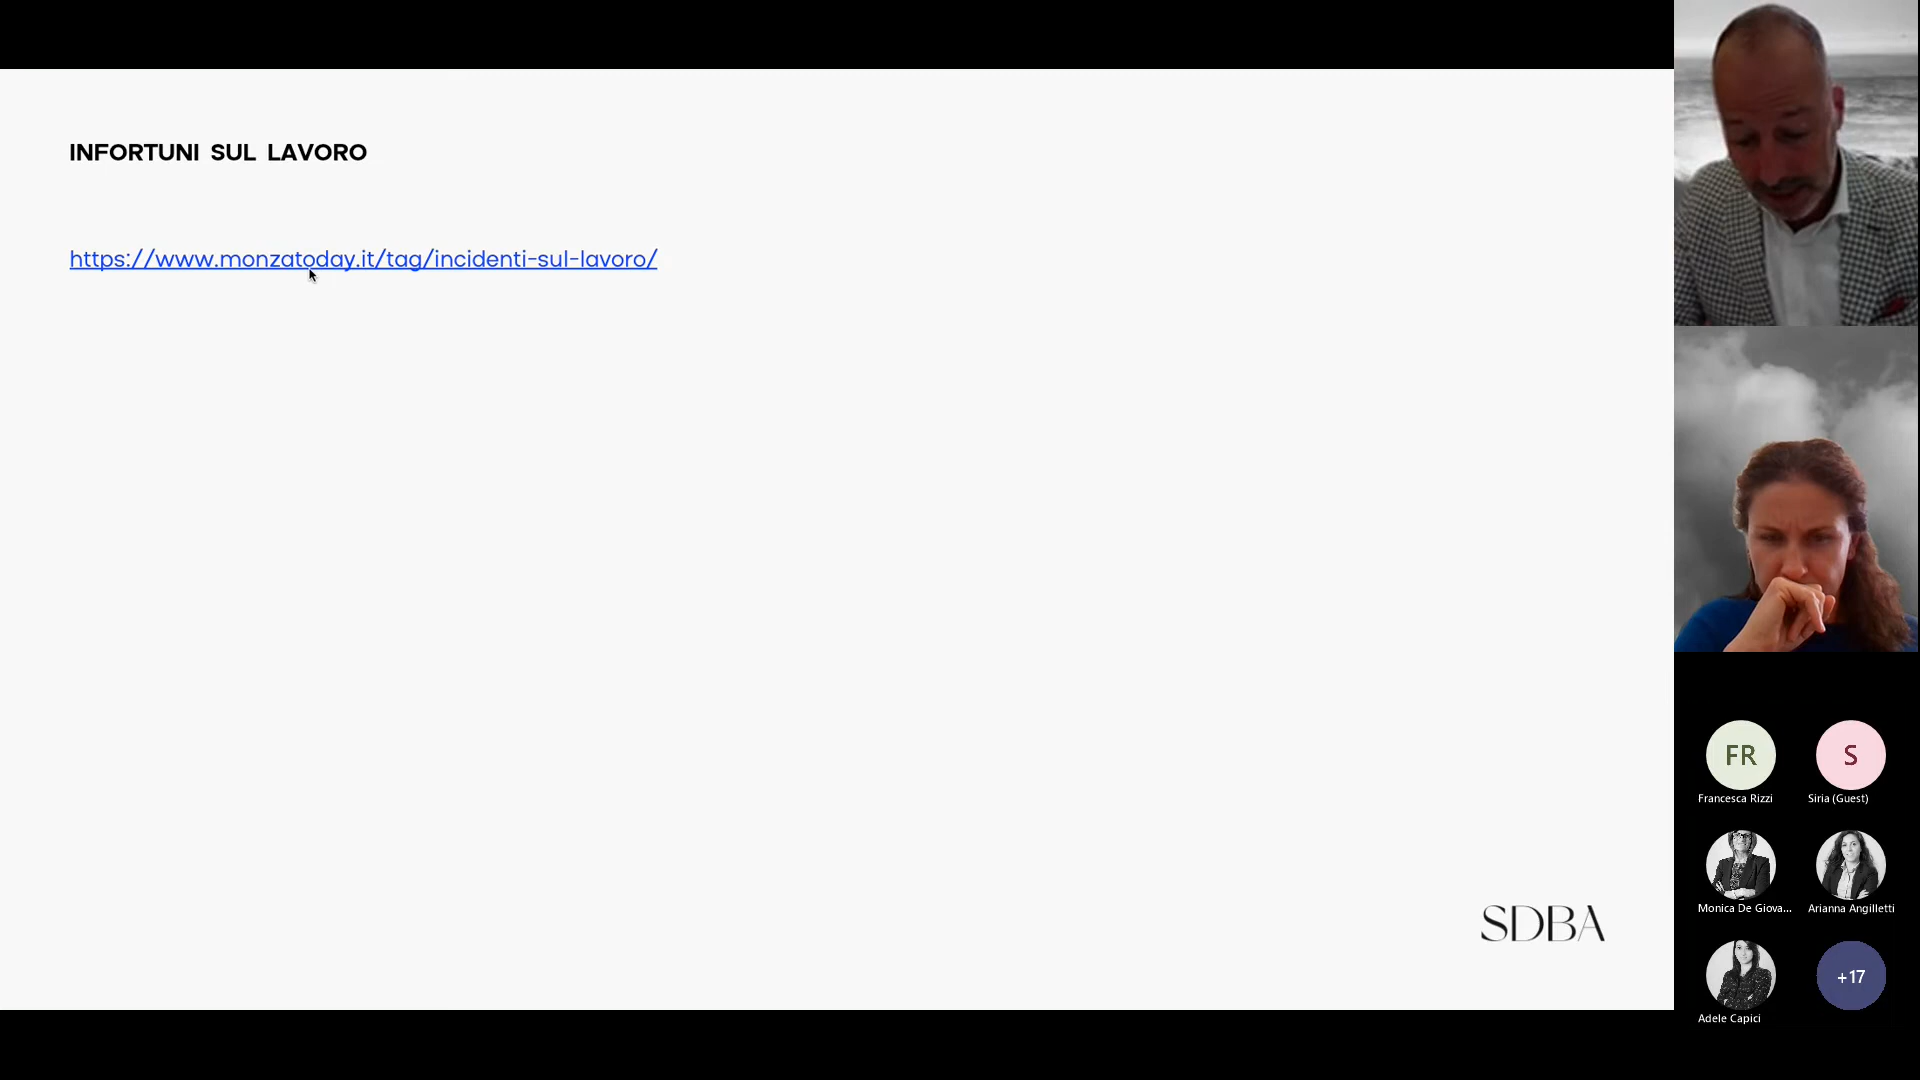 INFORTUNI SUL LAVORO
https://www.monzatoday.it/tag/incidenti-sul-lavoro/
SDBA
FR
S
Francesca Rizzi
Siria (Guest)
Monica De Giova...
Arianna Angilletti
+17
Adele Capici